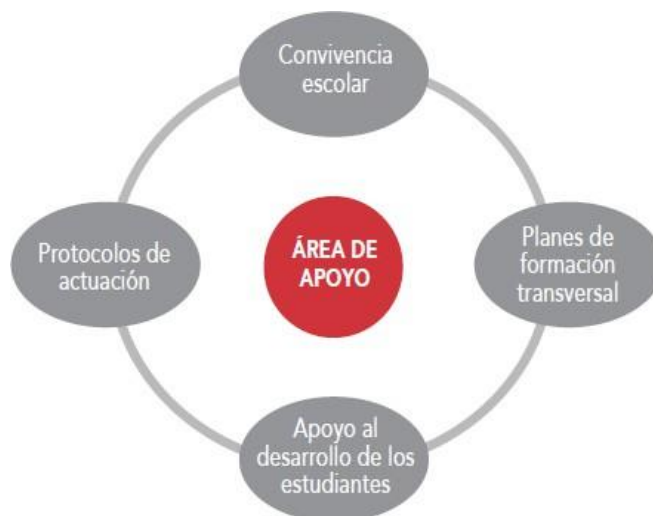 Convivencia
escolar
Protocolos de
actuación
ÁREA DE
APOYO
Planes de
formación
transversal
Apoyo al
desarrollo de los
estudiantes